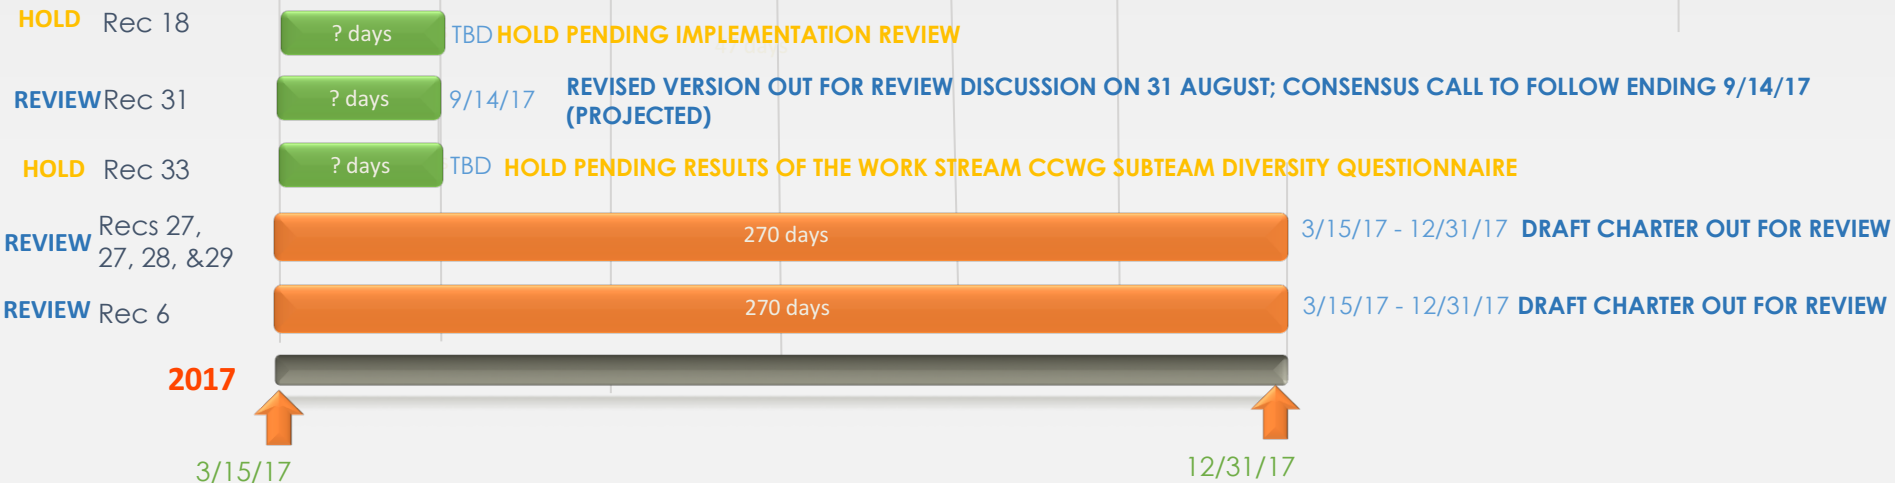 HOLD Rec 18 ? days TBD HOLD PENDING IMPLEMENTATION REVIEW
REVIEW Rec 31 ? days 9/14/17 REVISED VERSION OUT FOR REVIEW DISCUSSION ON 31 AUGUST; CONSENSUS CALL TO FOLLOW ENDING 9/14/17
(PROJECTED)
HOLD Rec 33 ? days TBD HOLD PENDING RESULTS OF THE WORK STREAM CCWG SUBTEAM DIVERSITY QUESTIONNAIRE
REVIEW Recs 27,
27, 28, &29
270 days 3/15/17 - 12/31/17 DRAFT CHARTER OUT FOR REVIEW
REVIEW Rec 6 270 days 3/15/17 - 12/31/17 DRAFT CHARTER OUT FOR REVIEW
2017
3/15/17 12/31/17